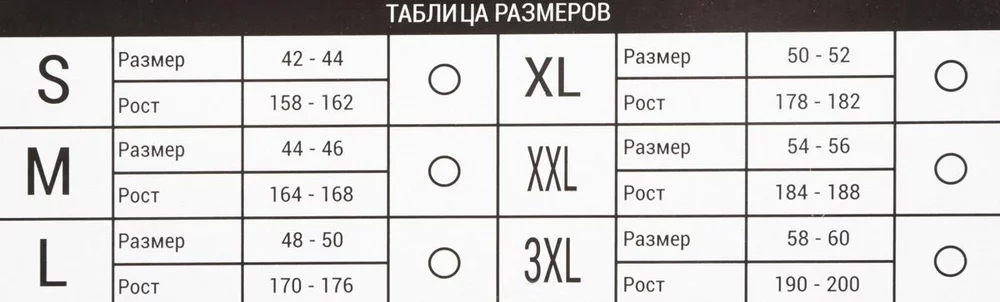 ТАБЛИЦА РАЗМЕРОВ
S Размер 42 - 44 XL Размер 50 - 52
Рост 158 - 162 Рост 178 - 182
M Размер 44 - 46 XXL Размер 54 - 56
Рост 164 - 168 Рост 184 - 188
L Размер 48 - 50 3XL Размер 58 - 60
Рост 170 - 176 Рост 190 - 200